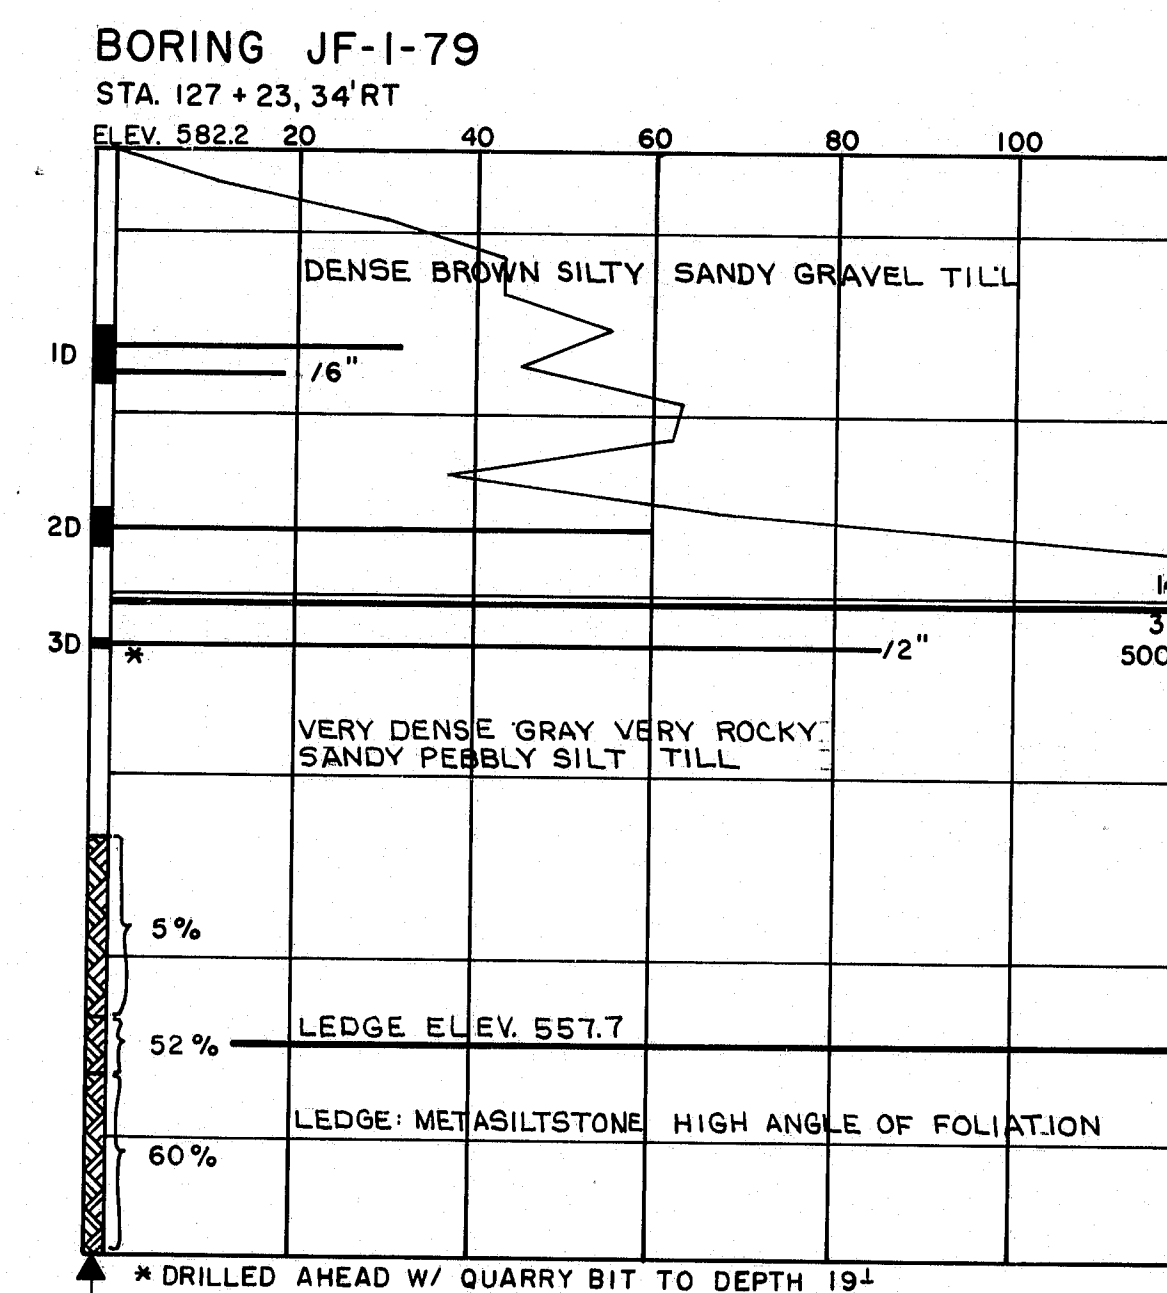 BORING JF-1-79
STA. 127 + 23, 34' RT
ELEV. 582.2 20 40 60 80 100
DENSE BROWN SILTY SANDY GRAVEL TILL
1D
/6"
2D
3D
*
/2"
3
500
VERY DENSE GRAY VERY ROCKY
SANDY PEBBLY SILT TILL
5%
LEDGE ELEV. 557.7
52%
LEDGE: METASILTSTONE HIGH ANGLE OF FOLIATION
60%
* DRILLED AHEAD W/ QUARRY BIT TO DEPTH 19